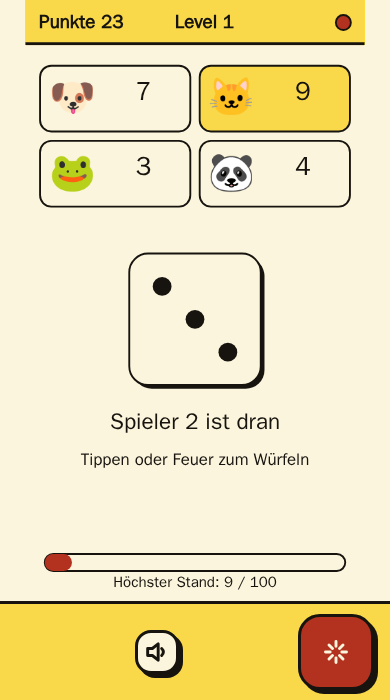 Punkte 23 Level 1
7 9
3 4
Spieler 2 ist dran
Tippen oder Feuer zum Würfeln
Höchster Stand: 9 / 100